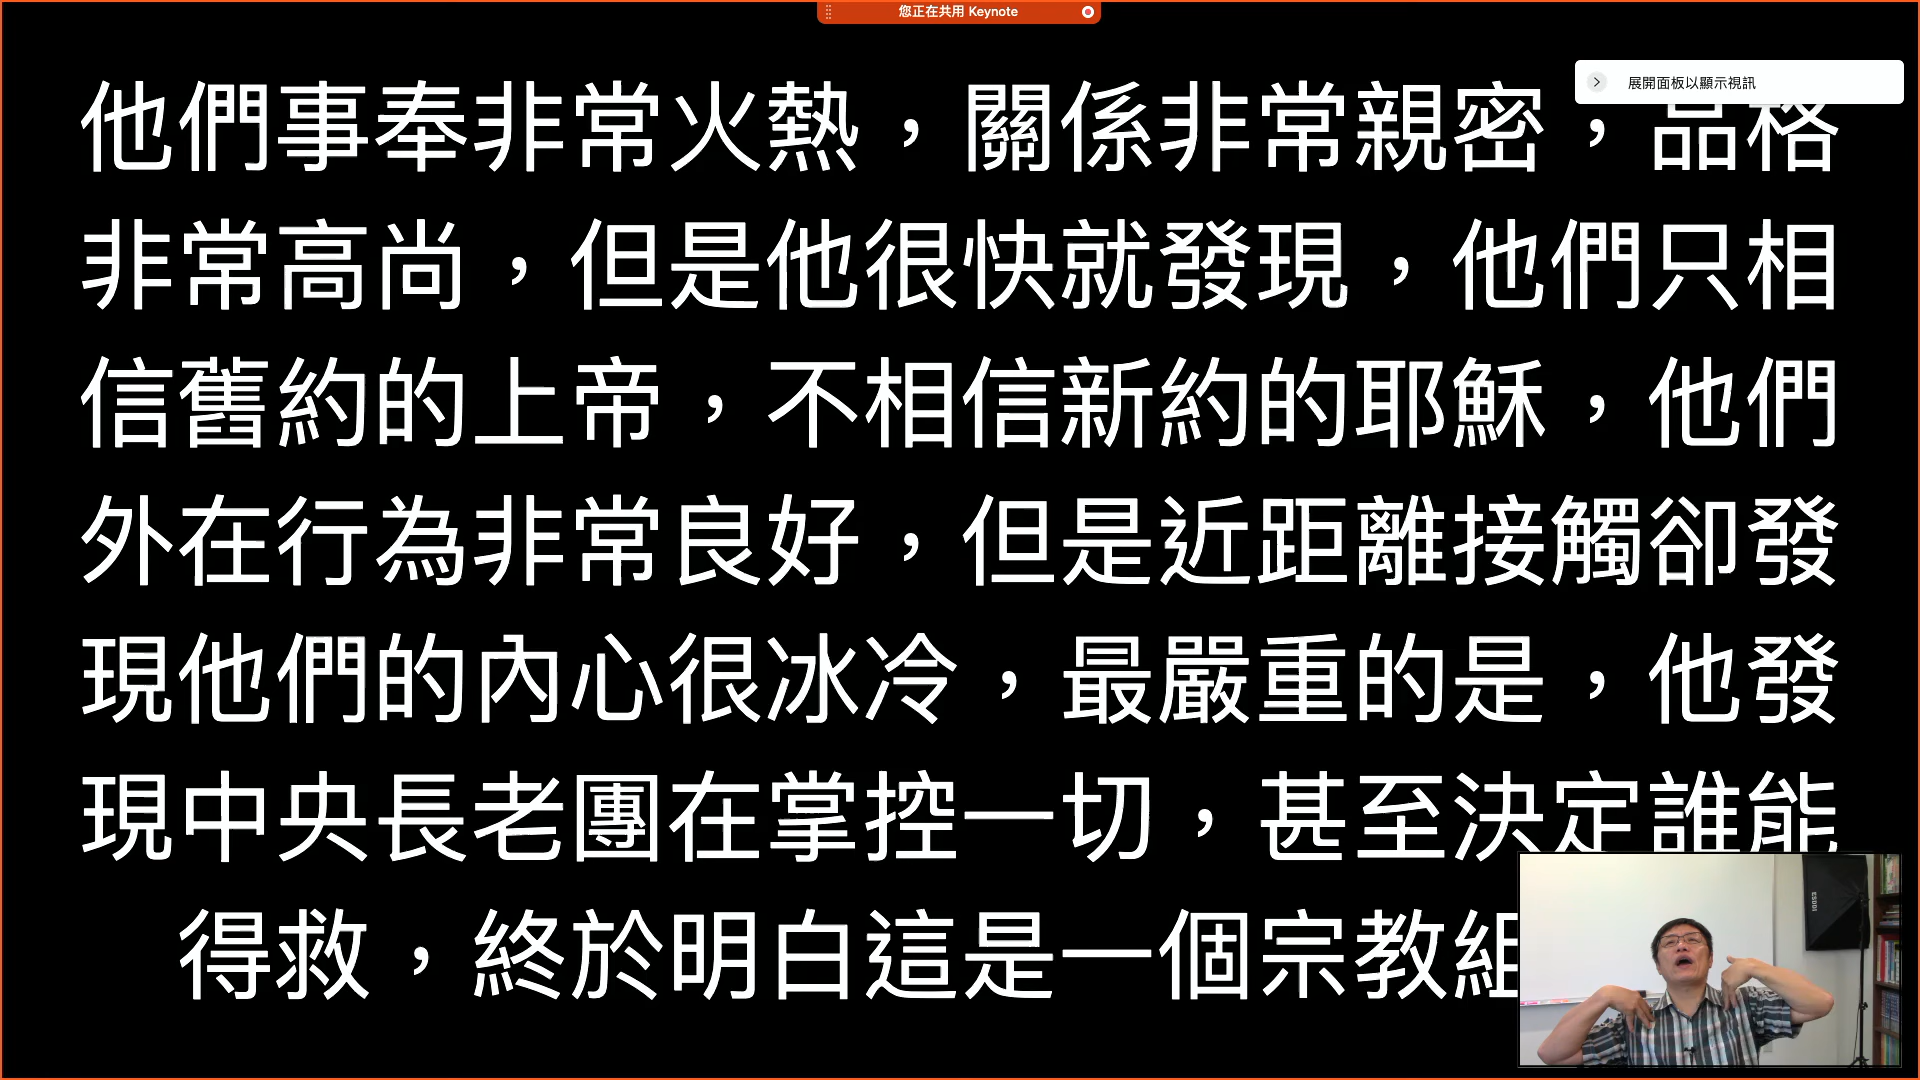 您正在共用 Keynote
展開面板以顯示視訊
他們事奉非常火熱，關係非常親密，品格
非常高尚，但是他很快就發現，他們只相
信舊約的上帝，不相信新約的耶穌，他們
外在行為非常良好，但是近距離接觸卻發
現他們的內心很冰冷，最嚴重的是，他發
現中央長老團在掌控一切，甚至決定誰能
得救，終於明白這是一個宗教組